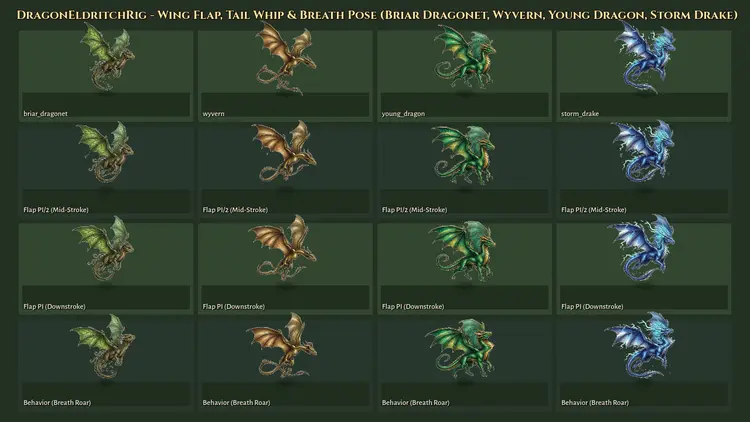 DragonEldritchRig - Wing Flap, Tail Whip & Breath Pose (Briar Dragonet, Wyvern, Young Dragon, Storm Drake)
briar_dragonet
wyvern
young_dragon
storm_drake
Flap PI/2 (Mid-Stroke)
Flap PI/2 (Mid-Stroke)
Flap PI/2 (Mid-Stroke)
Flap PI/2 (Mid-Stroke)
Flap PI (Downstroke)
Flap PI (Downstroke)
Flap PI (Downstroke)
Flap PI (Downstroke)
Behavior (Breath Roar)
Behavior (Breath Roar)
Behavior (Breath Roar)
Behavior (Breath Roar)